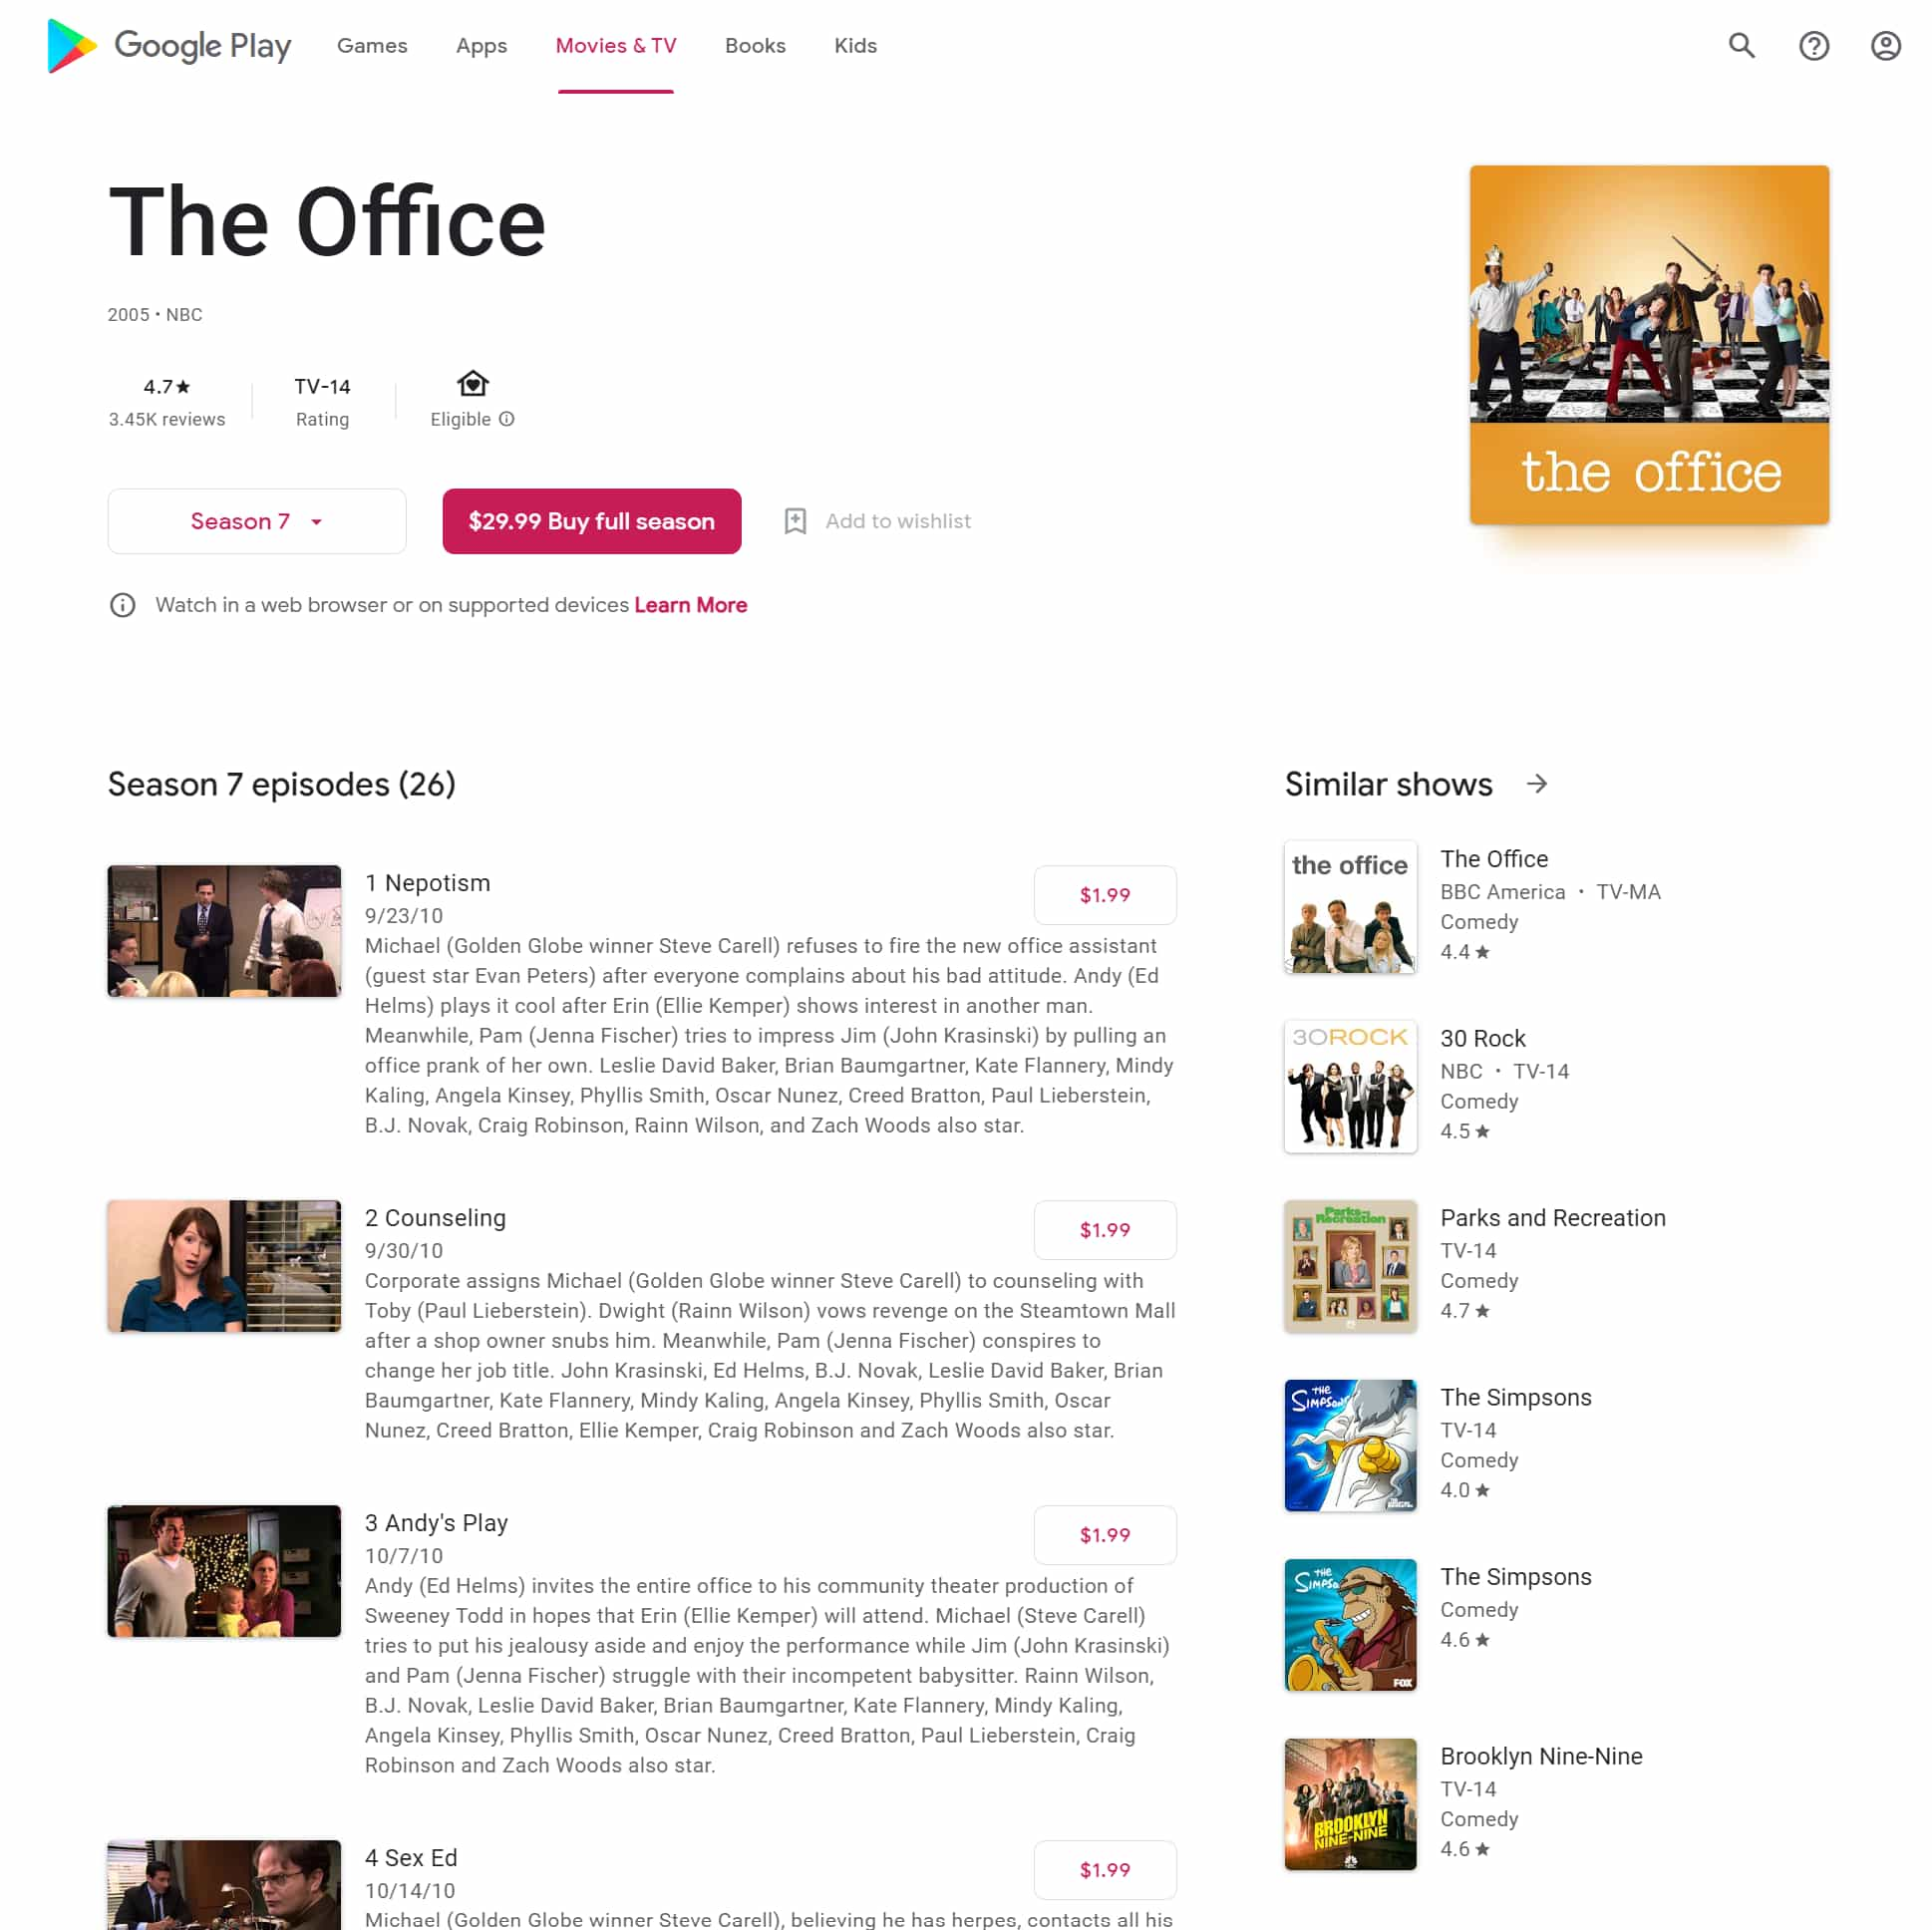 Google Play
Games
Apps
Movies & TV
Books
Kids
The Office
2005 • NBC
4.7★
3.45K reviews
TV-14
Rating
Eligible
Season 7
$29.99 Buy full season
Add to wishlist
Watch in a web browser or on supported devices Learn More
the office
Season 7 episodes (26)
1 Nepotism
9/23/10
$1.99
Michael (Golden Globe winner Steve Carell) refuses to fire the new office assistant
(guest star Evan Peters) after everyone complains about his bad attitude. Andy (Ed
Helms) plays it cool after Erin (Ellie Kemper) shows interest in another man.
Meanwhile, Pam (Jenna Fischer) tries to impress Jim (John Krasinski) by pulling an
office prank of her own. Leslie David Baker, Brian Baumgartner, Kate Flannery, Mindy
Kaling, Angela Kinsey, Phyllis Smith, Oscar Nunez, Creed Bratton, Paul Lieberstein,
B.J. Novak, Craig Robinson, Rainn Wilson, and Zach Woods also star.
2 Counseling
9/30/10
$1.99
Corporate assigns Michael (Golden Globe winner Steve Carell) to counseling with
Toby (Paul Lieberstein). Dwight (Rainn Wilson) vows revenge on the Steamtown Mall
after a shop owner snubs him. Meanwhile, Pam (Jenna Fischer) conspires to
change her job title. John Krasinski, Ed Helms, B.J. Novak, Leslie David Baker, Brian
Baumgartner, Kate Flannery, Mindy Kaling, Angela Kinsey, Phyllis Smith, Oscar
Nunez, Creed Bratton, Ellie Kemper, Craig Robinson and Zach Woods also star.
3 Andy's Play
10/7/10
$1.99
Andy (Ed Helms) invites the entire office to his community theater production of
Sweeney Todd in hopes that Erin (Ellie Kemper) will attend. Michael (Steve Carell)
tries to put his jealousy aside and enjoy the performance while Jim (John Krasinski)
and Pam (Jenna Fischer) struggle with their incompetent babysitter. Rainn Wilson,
B.J. Novak, Leslie David Baker, Brian Baumgartner, Kate Flannery, Mindy Kaling,
Angela Kinsey, Phyllis Smith, Oscar Nunez, Creed Bratton, Paul Lieberstein, Craig
Robinson and Zach Woods also star.
4 Sex Ed
10/14/10
$1.99
Michael (Golden Globe winner Steve Carell), believing he has herpes, contacts all his
Similar shows
the office
The Office
BBC America • TV-MA
Comedy
4.4★
30 ROCK
30 Rock
NBC • TV-14
Comedy
4.5★
Parks and Recreation
Parks and Recreation
TV-14
Comedy
4.7★
THE SIMPSONS
The Simpsons
TV-14
Comedy
4.0★
THE
FOX
The Simpsons
Comedy
4.6★
BROOKLYN
NINE-NINE
Brooklyn Nine-Nine
TV-14
Comedy
4.6★